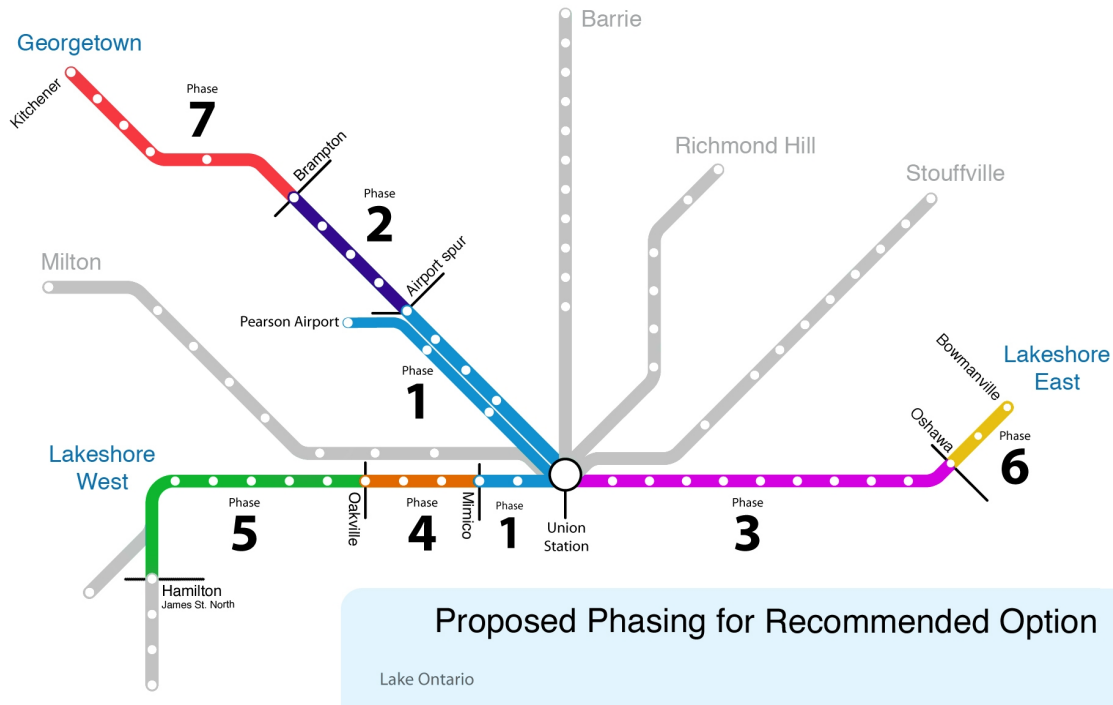 Barrie
Georgetown
Kitchener
Phase
7
Brampton
Richmond Hill
Stouffville
Phase
2
Milton
Airport spur
Pearson Airport
Phase
1
Bowmanville
Lakeshore
East
Oshawa
Phase
6
Lakeshore
West
Phase
5
Oakville
Phase
4
Mimico
Phase
1
Union
Station
Phase
3
Hamilton
James St. North
Proposed Phasing for Recommended Option
Lake Ontario